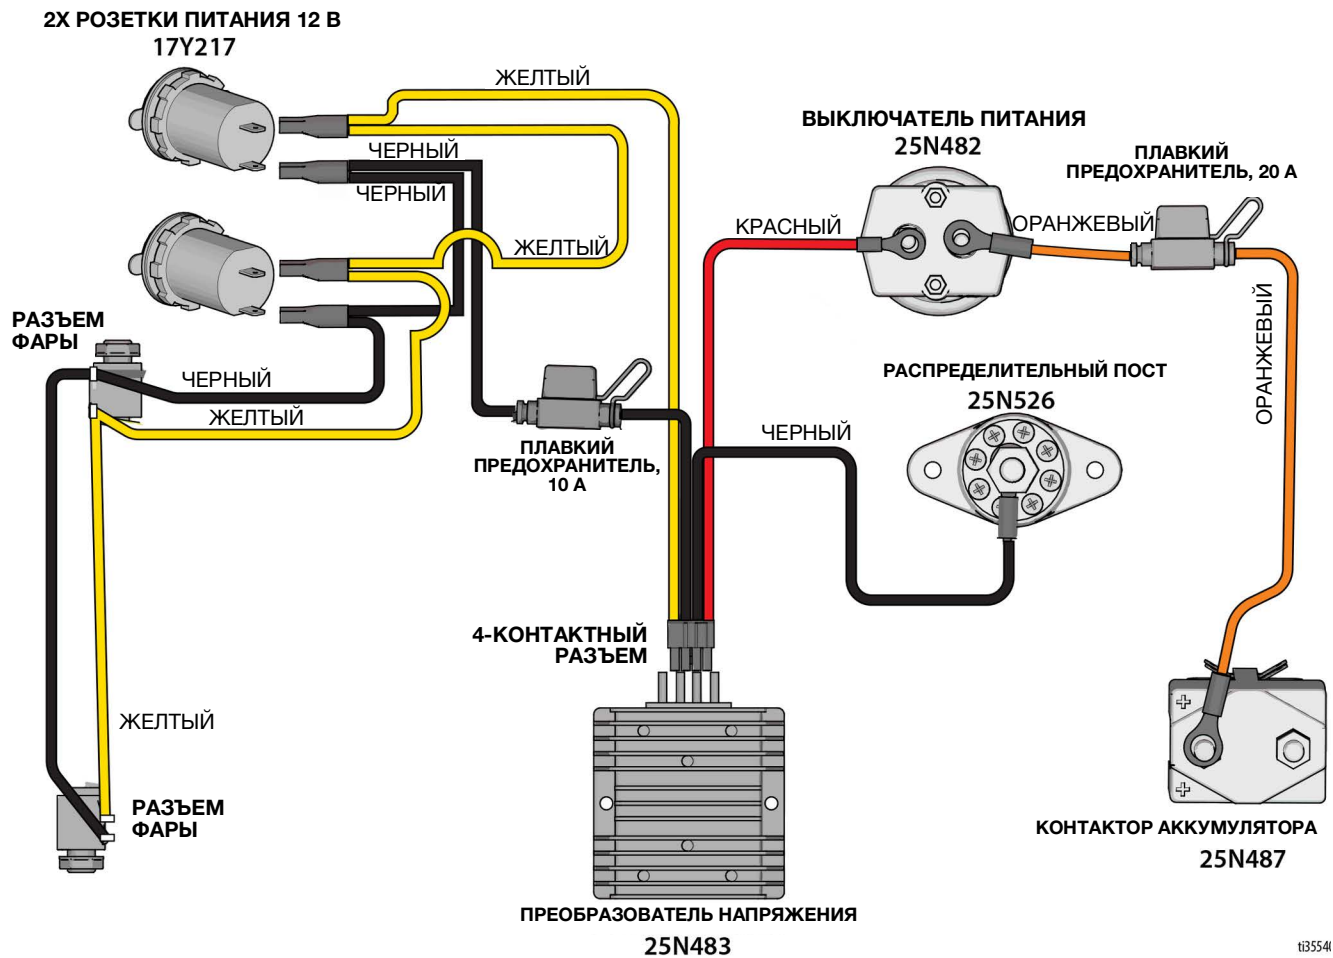 2X РОЗЕТКИ ПИТАНИЯ 12 В
17Y217
ЖЕЛТЫЙ
ВЫКЛЮЧАТЕЛЬ ПИТАНИЯ
25N482
ПЛАВКИЙ
ПРЕДОХРАНИТЕЛЬ, 20 А
ЧЕРНЫЙ
ЧЕРНЫЙ
КРАСНЫЙ
ОРАНЖЕВЫЙ
ЖЕЛТЫЙ
ОРАНЖЕВЫЙ
РАЗЪЕМ
ФАРЫ
ЧЕРНЫЙ
ЖЕЛТЫЙ
РАСПРЕДЕЛИТЕЛЬНЫЙ ПОСТ
25N526
ПЛАВКИЙ
ПРЕДОХРАНИТЕЛЬ,
10 А
ЧЕРНЫЙ
4-КОНТАКТНЫЙ
РАЗЪЕМ
ЖЕЛТЫЙ
РАЗЪЕМ
ФАРЫ
КОНТАКТОР АККУМУЛЯТОРА
25N487
ПРЕОБРАЗОВАТЕЛЬ НАПРЯЖЕНИЯ
25N483
ti35540